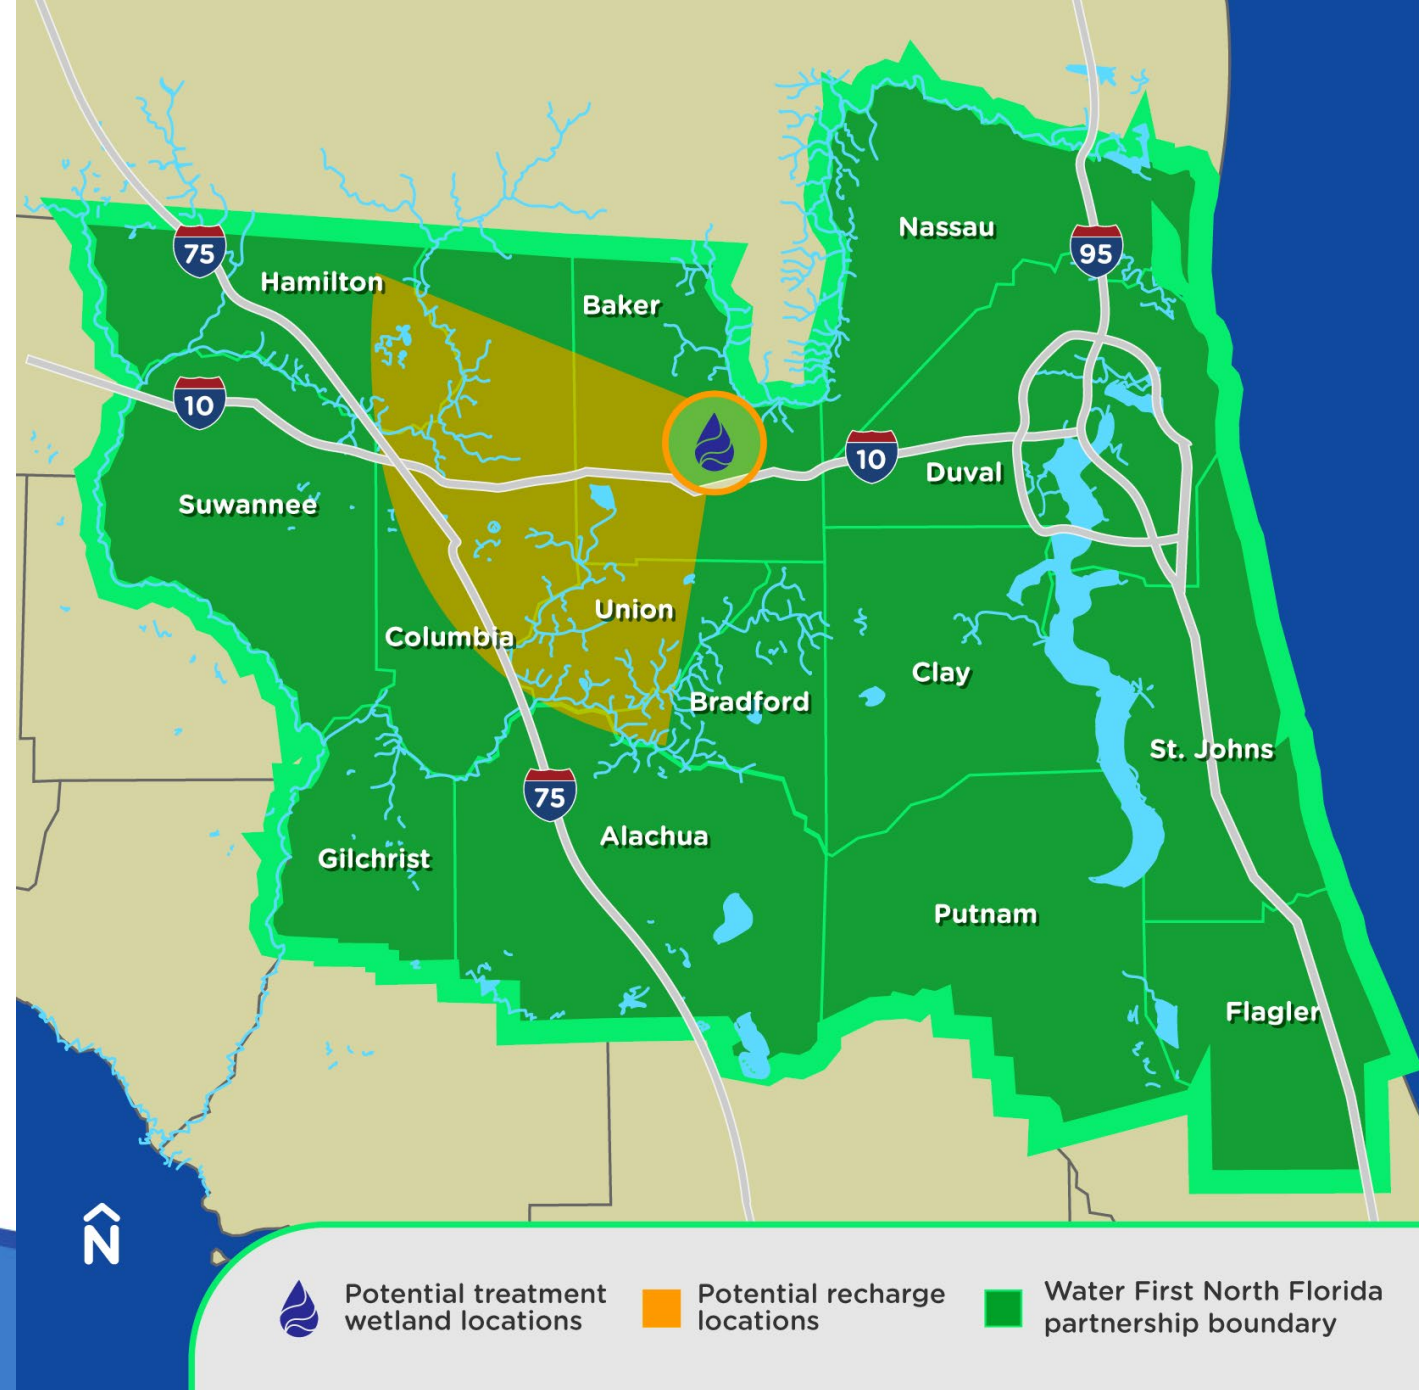 Nassau
75
95
Hamilton
Baker
10
10
Duval
Suwannee
Union
Columbia
Clay
Bradford
St. Johns
75
Alachua
Gilchrist
Putnam
Flagler
N
Potential treatment
wetland locations
Potential recharge
locations
Water First North Florida
partnership boundary